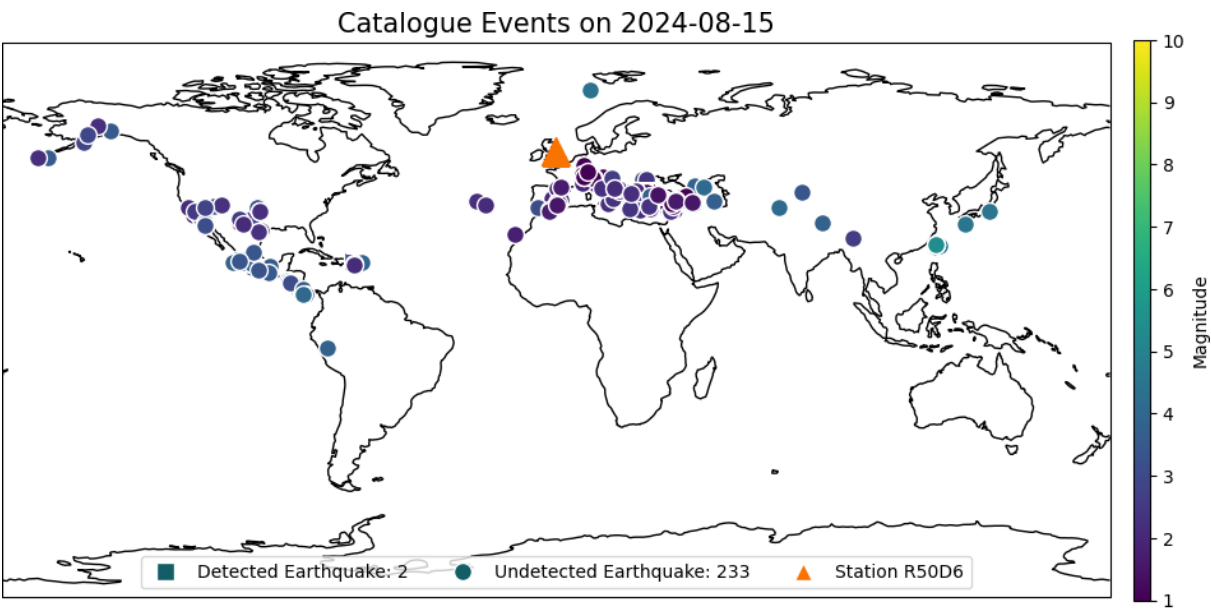 Catalogue Events on 2024-08-15
10
9
8
7
6
5
4
3
2
1
Magnitude
Detected Earthquake: 2
Undetected Earthquake: 233
Station R50D6